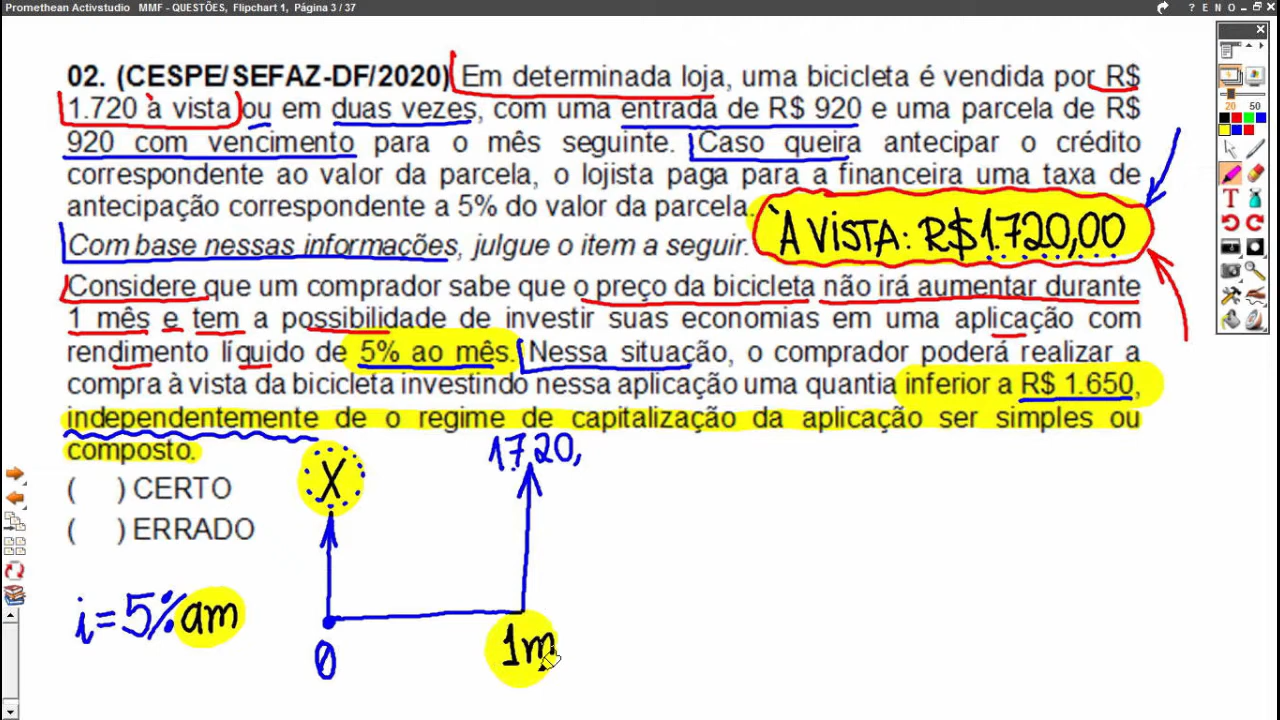 Promethean Activstudio MMF - QUESTÕES, Flipchart 1, Página 3 / 37
? E N O
02. (CESPE/SEFAZ-DF/2020) Em determinada loja, uma bicicleta é vendida por R$
1.720 à vista ou em duas vezes, com uma entrada de R$ 920 e uma parcela de R$
920 com vencimento para o mês seguinte. Caso queira antecipar o crédito
correspondente ao valor da parcela, o lojista paga para a financeira uma taxa de
antecipação correspondente a 5% do valor da parcela.
À VISTA: R$1.720,00
Com base nessas informações, julgue o item a seguir.
Considere que um comprador sabe que o preço da bicicleta não irá aumentar durante
1 mês e tem a possibilidade de investir suas economias em uma aplicação com
rendimento líquido de 5% ao mês. Nessa situação, o comprador poderá realizar a
compra à vista da bicicleta investindo nessa aplicação uma quantia inferior a R$ 1.650,
independentemente de o regime de capitalização da aplicação ser simples ou
composto.
( ) CERTO
( ) ERRADO
X
1.720,
i=5%am
0
1m
20 50
T